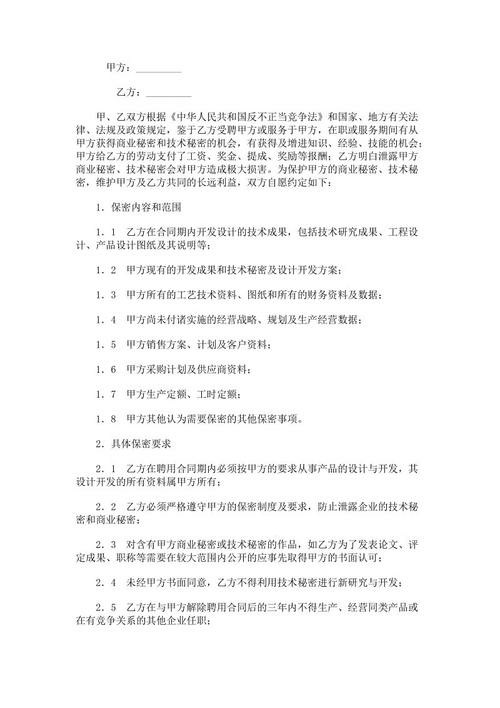 甲方：_________
乙方：_________
甲、乙双方根据《中华人民共和国反不正当竞争法》和国家、地方有关法
律、法规及政策规定，鉴于乙方受聘甲方或服务于甲方，在职或服务期间有从
甲方获得商业秘密和技术秘密的机会，有获得及增进知识、经验、技能的机会；
甲方给乙方的劳动支付了工资、奖金、提成、奖励等报酬；乙方明白泄露甲方
商业秘密、技术秘密会对甲方造成极大损害。为保护甲方的商业秘密、技术秘
密，维护甲方及乙方共同的长远利益，双方自愿约定如下：
1．保密内容和范围
1．1　乙方在合同期内开发设计的技术成果，包括技术研究成果、工程设
计、产品设计图纸及其说明等；
1．2　甲方现有的开发成果和技术秘密及设计开发方案；
1．3　甲方所有的工艺技术资料、图纸和所有的财务资料及数据；
1．4　甲方尚未付诸实施的经营战略、规划及生产经营数据；
1．5　甲方销售方案、计划及客户资料；
1．6　甲方采购计划及供应商资料；
1．7　甲方生产定额、工时定额；
1．8　甲方其他认为需要保密的其他保密事项。
2．具体保密要求
2．1　乙方在聘用合同期内必须按甲方的要求从事产品的设计与开发，其
设计开发的所有资料属甲方所有；
2．2　乙方必须严格遵守甲方的保密制度及要求，防止泄露企业的技术秘
密和商业秘密；
2．3　对含有甲方商业秘密或技术秘密的作品，如乙方为了发表论文、评
定成果、职称等需要在较大范围内公开的应事先取得甲方的书面认可；
2．4　未经甲方书面同意，乙方不得利用技术秘密进行新研究与开发；
2．5　乙方在与甲方解除聘用合同后的三年内不得生产、经营同类产品或
在有竞争关系的其他企业任职；